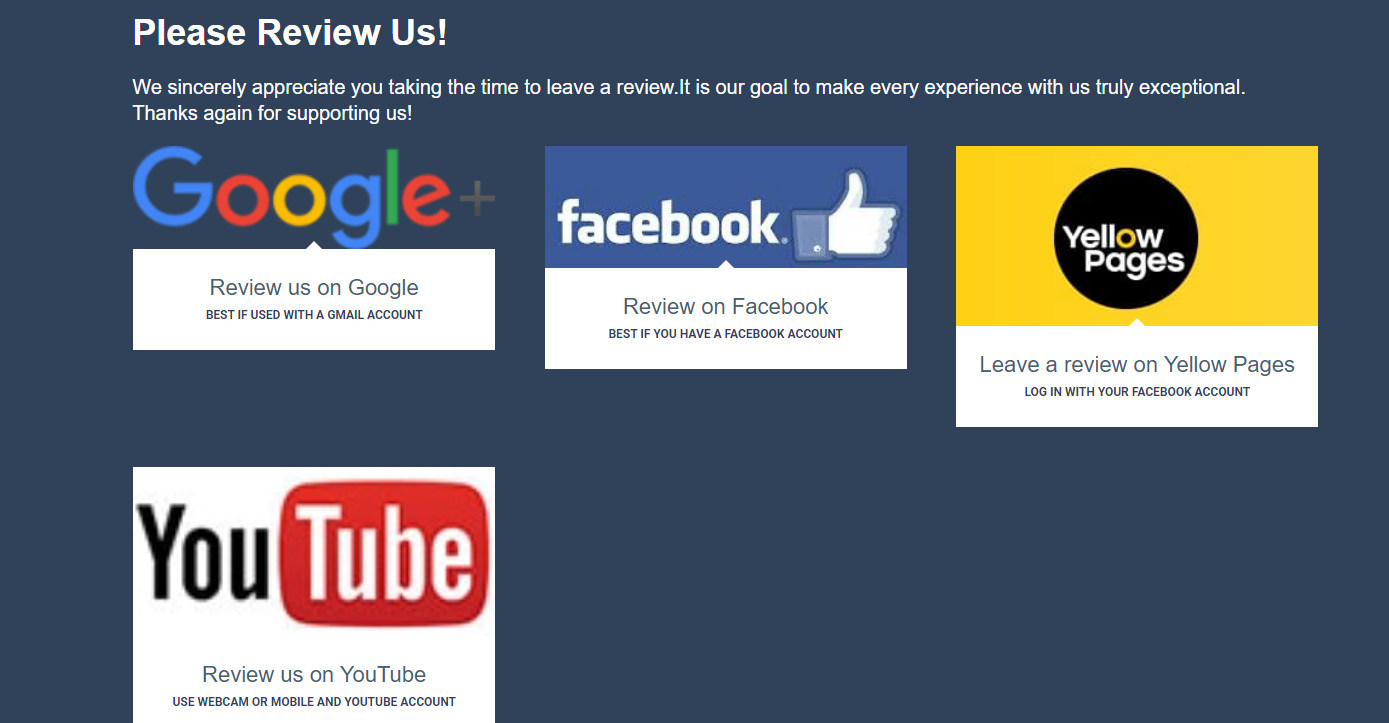 Please Review Us!
We sincerely appreciate you taking the time to leave a review.It is our goal to make every experience with us truly exceptional.
Thanks again for supporting us!
Google+
Review us on Google
BEST IF USED WITH A GMAIL ACCOUNT
facebook.
Review on Facebook
BEST IF YOU HAVE A FACEBOOK ACCOUNT
Yellow
Pages
Leave a review on Yellow Pages
LOG IN WITH YOUR FACEBOOK ACCOUNT
YouTube
Review us on YouTube
USE WEBCAM OR MOBILE AND YOUTUBE ACCOUNT